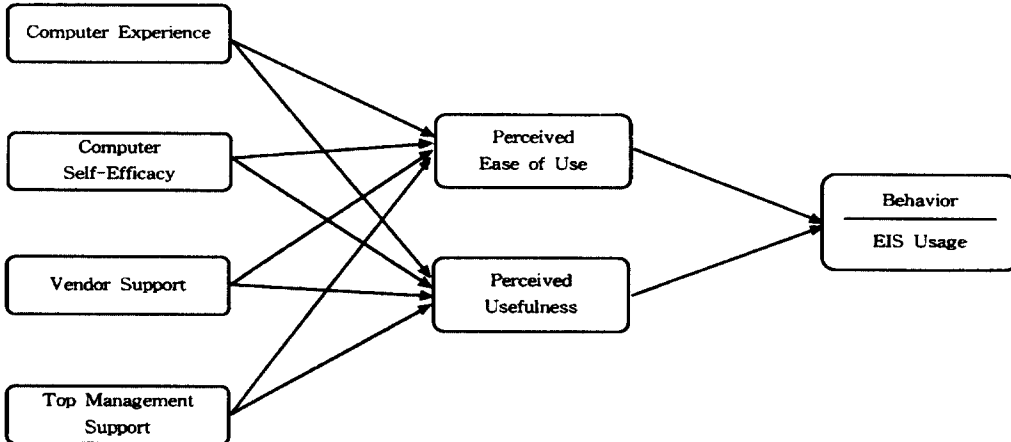 Computer Experience
Computer
Self-Efficacy
Vendor Support
Top Management
Support
Perceived
Ease of Use
Perceived
Usefulness
Behavior
EIS Usage